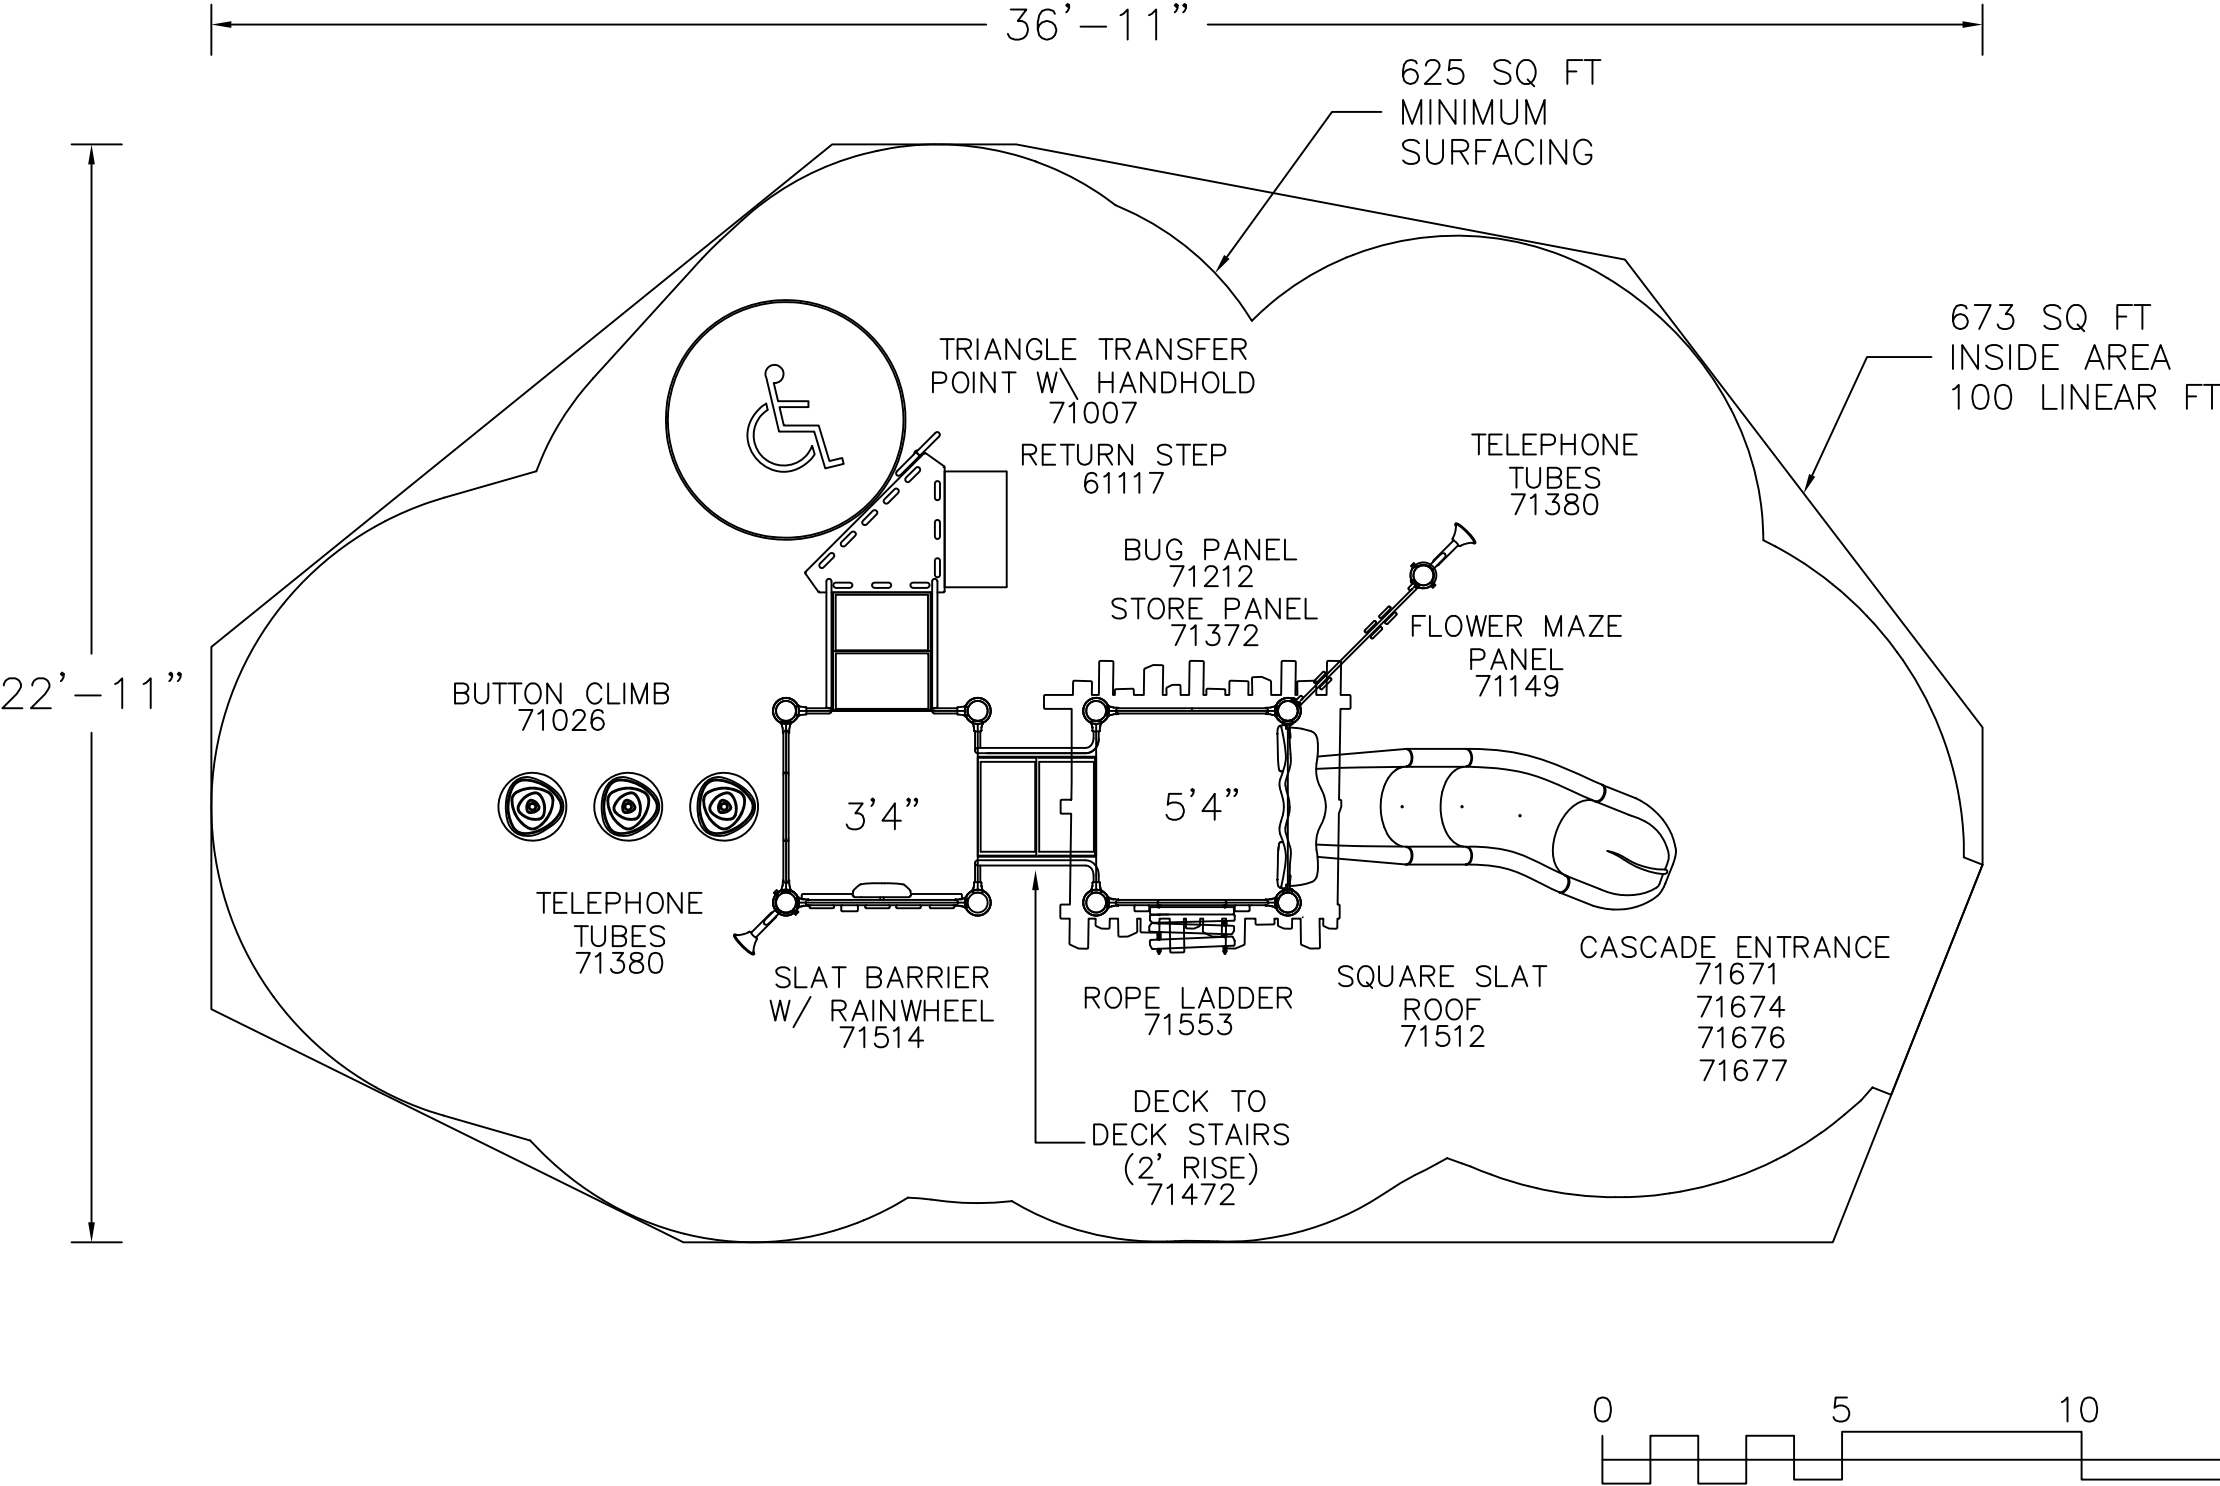 36'-11"
625 SQ FT
MINIMUM
SURFACING
673 SQ FT
INSIDE AREA
100 LINEAR FT
TRIANGLE TRANSFER
POINT W\ HANDHOLD
71007
RETURN STEP
61117
TELEPHONE
TUBES
71380
BUG PANEL
71212
STORE PANEL
71372
FLOWER MAZE
PANEL
71149
22'-11"
BUTTON CLIMB
71026
3'4"
5'4"
TELEPHONE
TUBES
71380
SLAT BARRIER
W/ RAINWHEEL
71514
ROPE LADDER
71553
SQUARE SLAT
ROOF
71512
CASCADE ENTRANCE
71671
71674
71676
71677
DECK TO
DECK STAIRS
(2' RISE)
71472
0 5 10